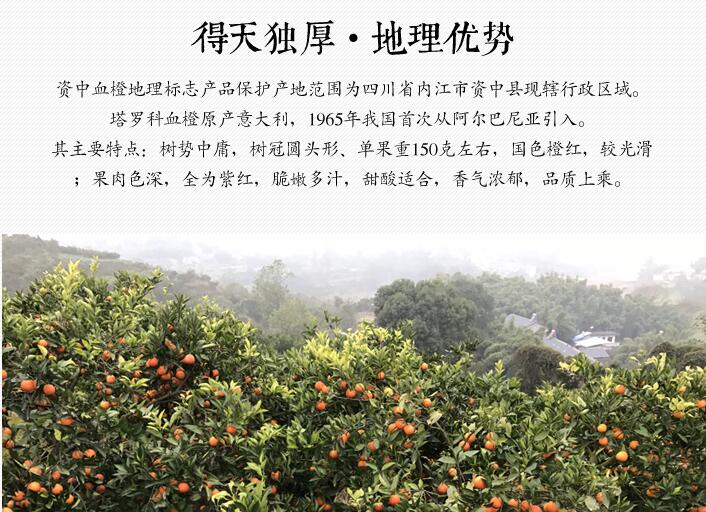 得天独厚·地理优势
资中血橙地理标志产品保护产地范围为四川省内江市资中县现辖行政区域。
塔罗科血橙原产意大利，1965年我国首次从阿尔巴尼亚引入。
其主要特点：树势中庸，树冠圆头形、单果重150克左右，国色橙红，较光滑
；果肉色深，全为紫红，脆嫩多汁，甜酸适合，香气浓郁，品质上乘。